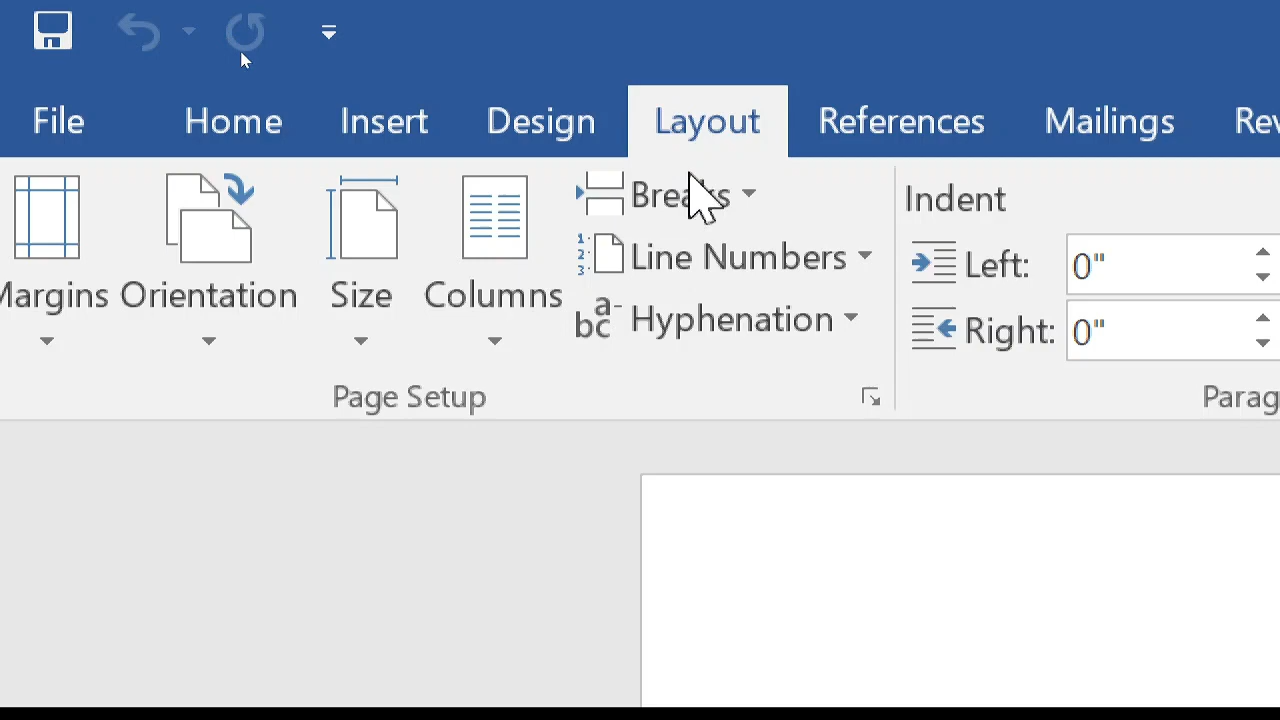 File Home Insert Design Layout References Mailings
Breaks
Indent
Line Numbers
Left: 0"
Margins Orientation Size Columns
Hyphenation
Right: 0"
Page Setup